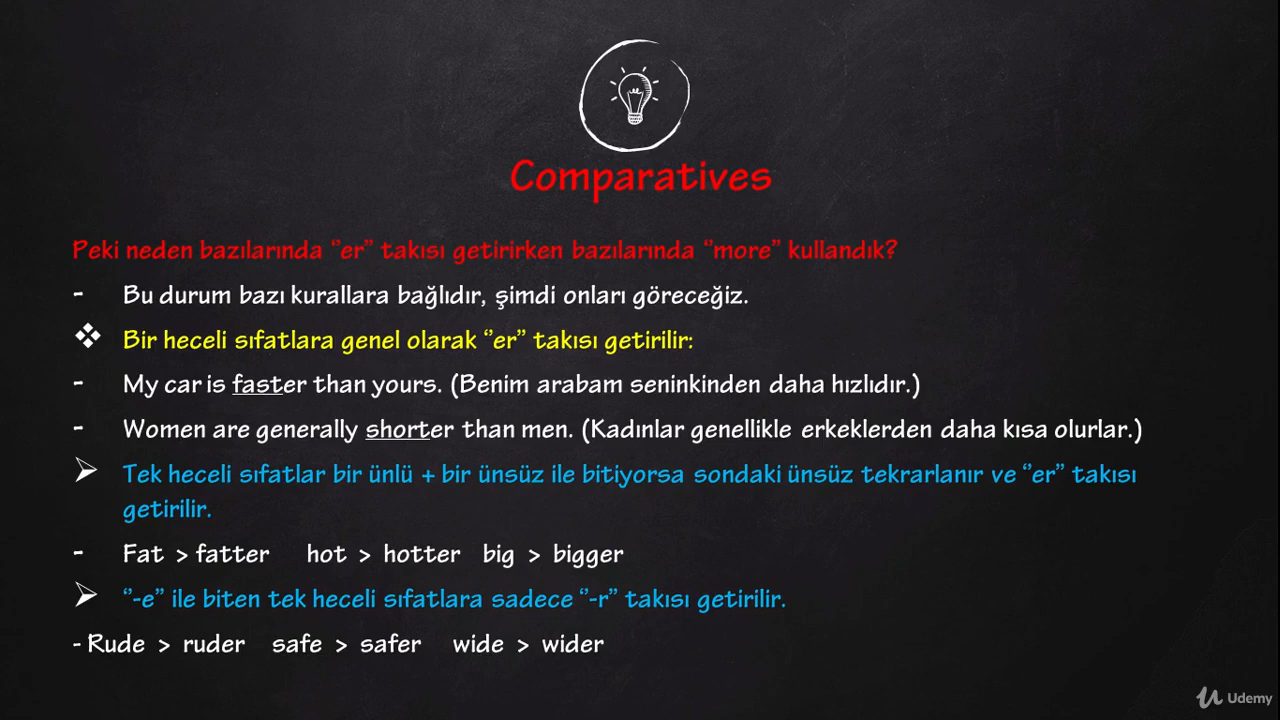 Comparatives
Peki neden bazılarında ‘’er’’ takısı getirirken bazılarında ‘’more’’ kullandık?
- Bu durum bazı kurallara bağlıdır, şimdi onları göreceğiz.
❖ Bir heceli sıfatlara genel olarak ‘’er’’ takısı getirilir:
- My car is faster than yours. (Benim arabam seninkinden daha hızlıdır.)
- Women are generally shorter than men. (Kadınlar genellikle erkeklerden daha kısa olurlar.)
➢ Tek heceli sıfatlar bir ünlü + bir ünsüz ile bitiyorsa sondaki ünsüz tekrarlanır ve ‘’er’’ takısı
getirilir.
- Fat > fatter hot > hotter big > bigger
➢ ‘’-e’’ ile biten tek heceli sıfatlara sadece ‘’-r’’ takısı getirilir.
- Rude > ruder safe > safer wide > wider
Udemy